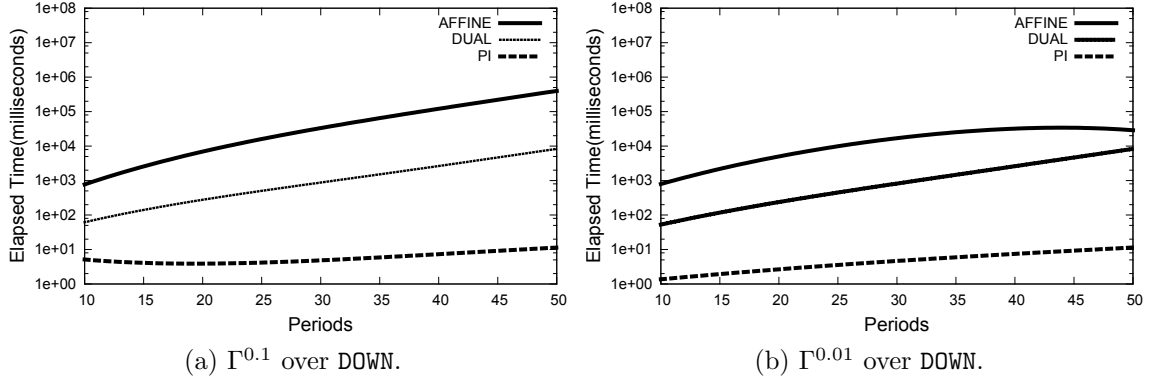 1e+08
1e+07
1e+06
1e+05
1e+04
1e+03
1e+02
1e+01
1e+00
Elapsed Time(milliseconds)
AFFINE
DUAL
PI
10 15 20 25 30 35 40 45 50
Periods
(a) Γ^0.1 over DOWN.
1e+08
1e+07
1e+06
1e+05
1e+04
1e+03
1e+02
1e+01
1e+00
Elapsed Time(milliseconds)
AFFINE
DUAL
PI
10 15 20 25 30 35 40 45 50
Periods
(b) Γ^0.01 over DOWN.